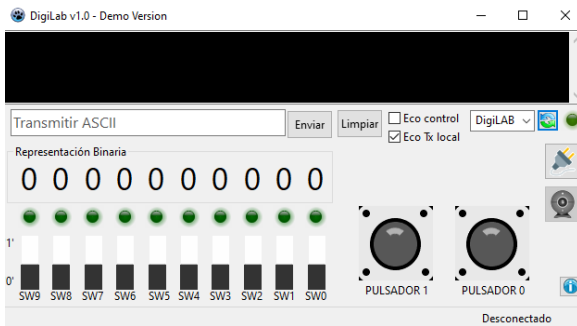 DigiLab v1.0 - Demo Version
Transmitir ASCII
Enviar
Limpiar
Eco control
Eco Tx local
DigiLAB
Representación Binaria
0 0 0 0 0 0 0 0 0 0
1'
0'
SW9 SW8 SW7 SW6 SW5 SW4 SW3 SW2 SW1 SW0
PULSADOR 1
PULSADOR 0
Desconectado